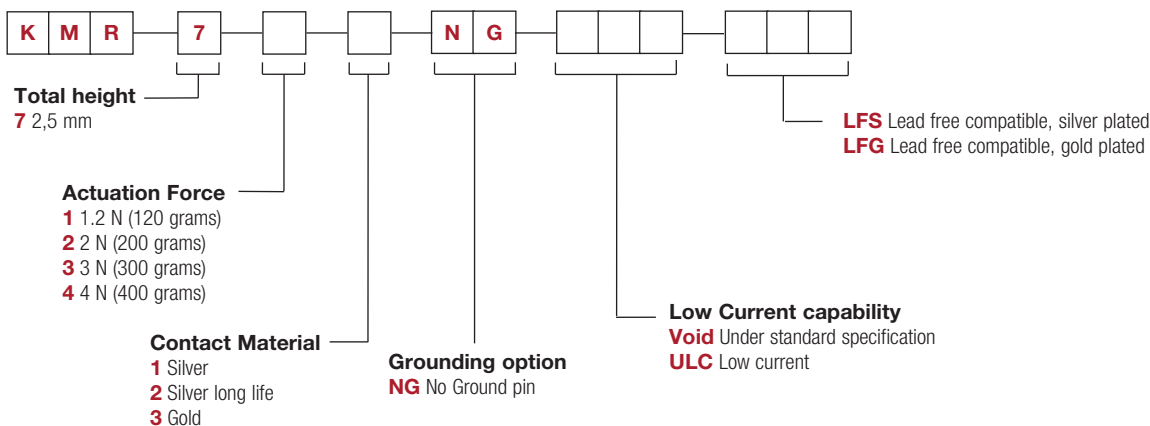 K M R 7 N G
Total height
7 2,5 mm
LFS Lead free compatible, silver plated
LFG Lead free compatible, gold plated
Actuation Force
1 1.2 N (120 grams)
2 2 N (200 grams)
3 3 N (300 grams)
4 4 N (400 grams)
Low Current capability
Void Under standard specification
ULC Low current
Contact Material
1 Silver
2 Silver long life
3 Gold
Grounding option
NG No Ground pin